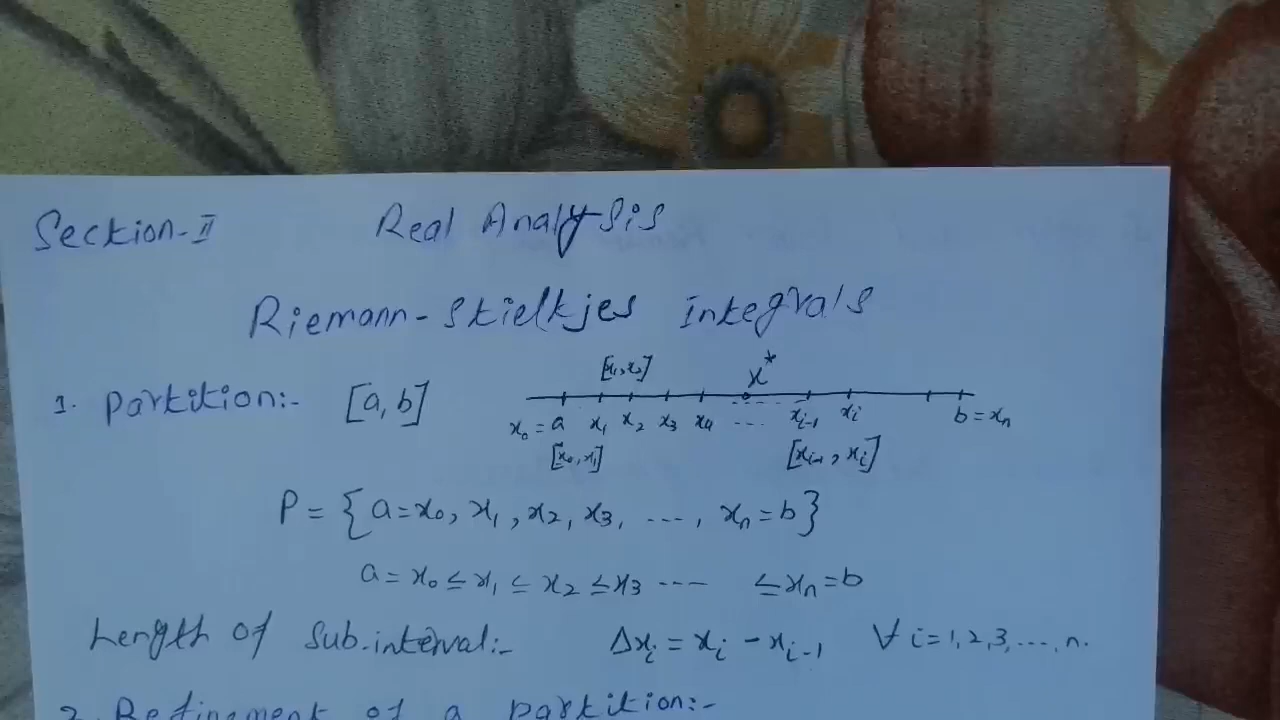 Section-II Real Analysis
Riemann-Stieltjes integrals
1. Partition:- [a,b]
[x₁,x₂] x*
x₀ = a x₁ x₂ x₃ x₄ ... xᵢ₋₁ xᵢ b = xₙ
[x₀,x₁] [xᵢ₋₁, xᵢ]
P = {a=x₀, x₁, x₂, x₃, ...., xₙ=b}
a = x₀ ≤ x₁ ≤ x₂ ≤ x₃ ---- ≤ xₙ = b
Length of Sub.interval:- Δxᵢ = xᵢ - xᵢ₋₁ ∀ i=1,2,3,...,n.
2. Refinement of a partition:-